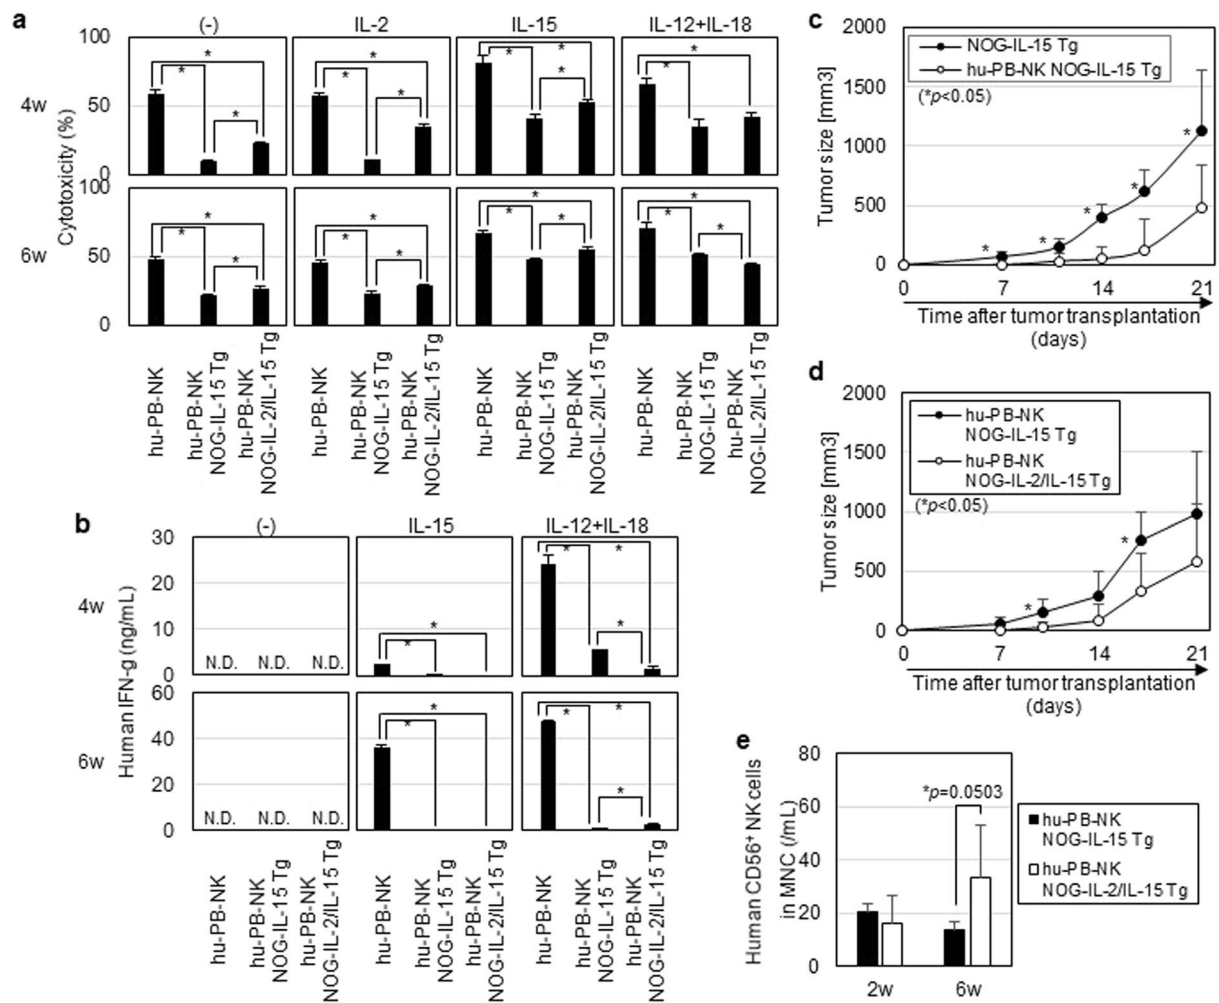 a
(-)
IL-2
IL-15
IL-12+IL-18
Cytotoxicity (%)
4w
100
50
0
* * *
* * *
* * *
* *
6w
100
50
0
* * *
* * *
* * *
* * *
hu-PB-NK
hu-PB-NK
NOG-IL-15 Tg
hu-PB-NK
NOG-IL-2/IL-15 Tg
hu-PB-NK
hu-PB-NK
NOG-IL-15 Tg
hu-PB-NK
NOG-IL-2/IL-15 Tg
hu-PB-NK
hu-PB-NK
NOG-IL-15 Tg
hu-PB-NK
NOG-IL-2/IL-15 Tg
hu-PB-NK
hu-PB-NK
NOG-IL-15 Tg
hu-PB-NK
NOG-IL-2/IL-15 Tg
b
(-)
IL-15
IL-12+IL-18
Human IFN-g (ng/mL)
4w
30
20
10
0
N.D. N.D. N.D.
* *
* * *
6w
60
40
20
0
N.D. N.D. N.D.
* *
* * *
hu-PB-NK
hu-PB-NK
NOG-IL-15 Tg
hu-PB-NK
NOG-IL-2/IL-15 Tg
hu-PB-NK
hu-PB-NK
NOG-IL-15 Tg
hu-PB-NK
NOG-IL-2/IL-15 Tg
hu-PB-NK
hu-PB-NK
NOG-IL-15 Tg
hu-PB-NK
NOG-IL-2/IL-15 Tg
c
Tumor size [mm3]
2000
1500
1000
500
0
NOG-IL-15 Tg
hu-PB-NK NOG-IL-15 Tg
(*p<0.05)
* * * * *
0 7 14 21
Time after tumor transplantation
(days)
d
Tumor size [mm3]
2000
1500
1000
500
0
hu-PB-NK
NOG-IL-15 Tg
hu-PB-NK
NOG-IL-2/IL-15 Tg
(*p<0.05)
* *
0 7 14 21
Time after tumor transplantation
(days)
e
Human CD56⁺ NK cells
in MNC (/mL)
80
60
40
20
0
*p=0.0503
2w 6w
hu-PB-NK
NOG-IL-15 Tg
hu-PB-NK
NOG-IL-2/IL-15 Tg